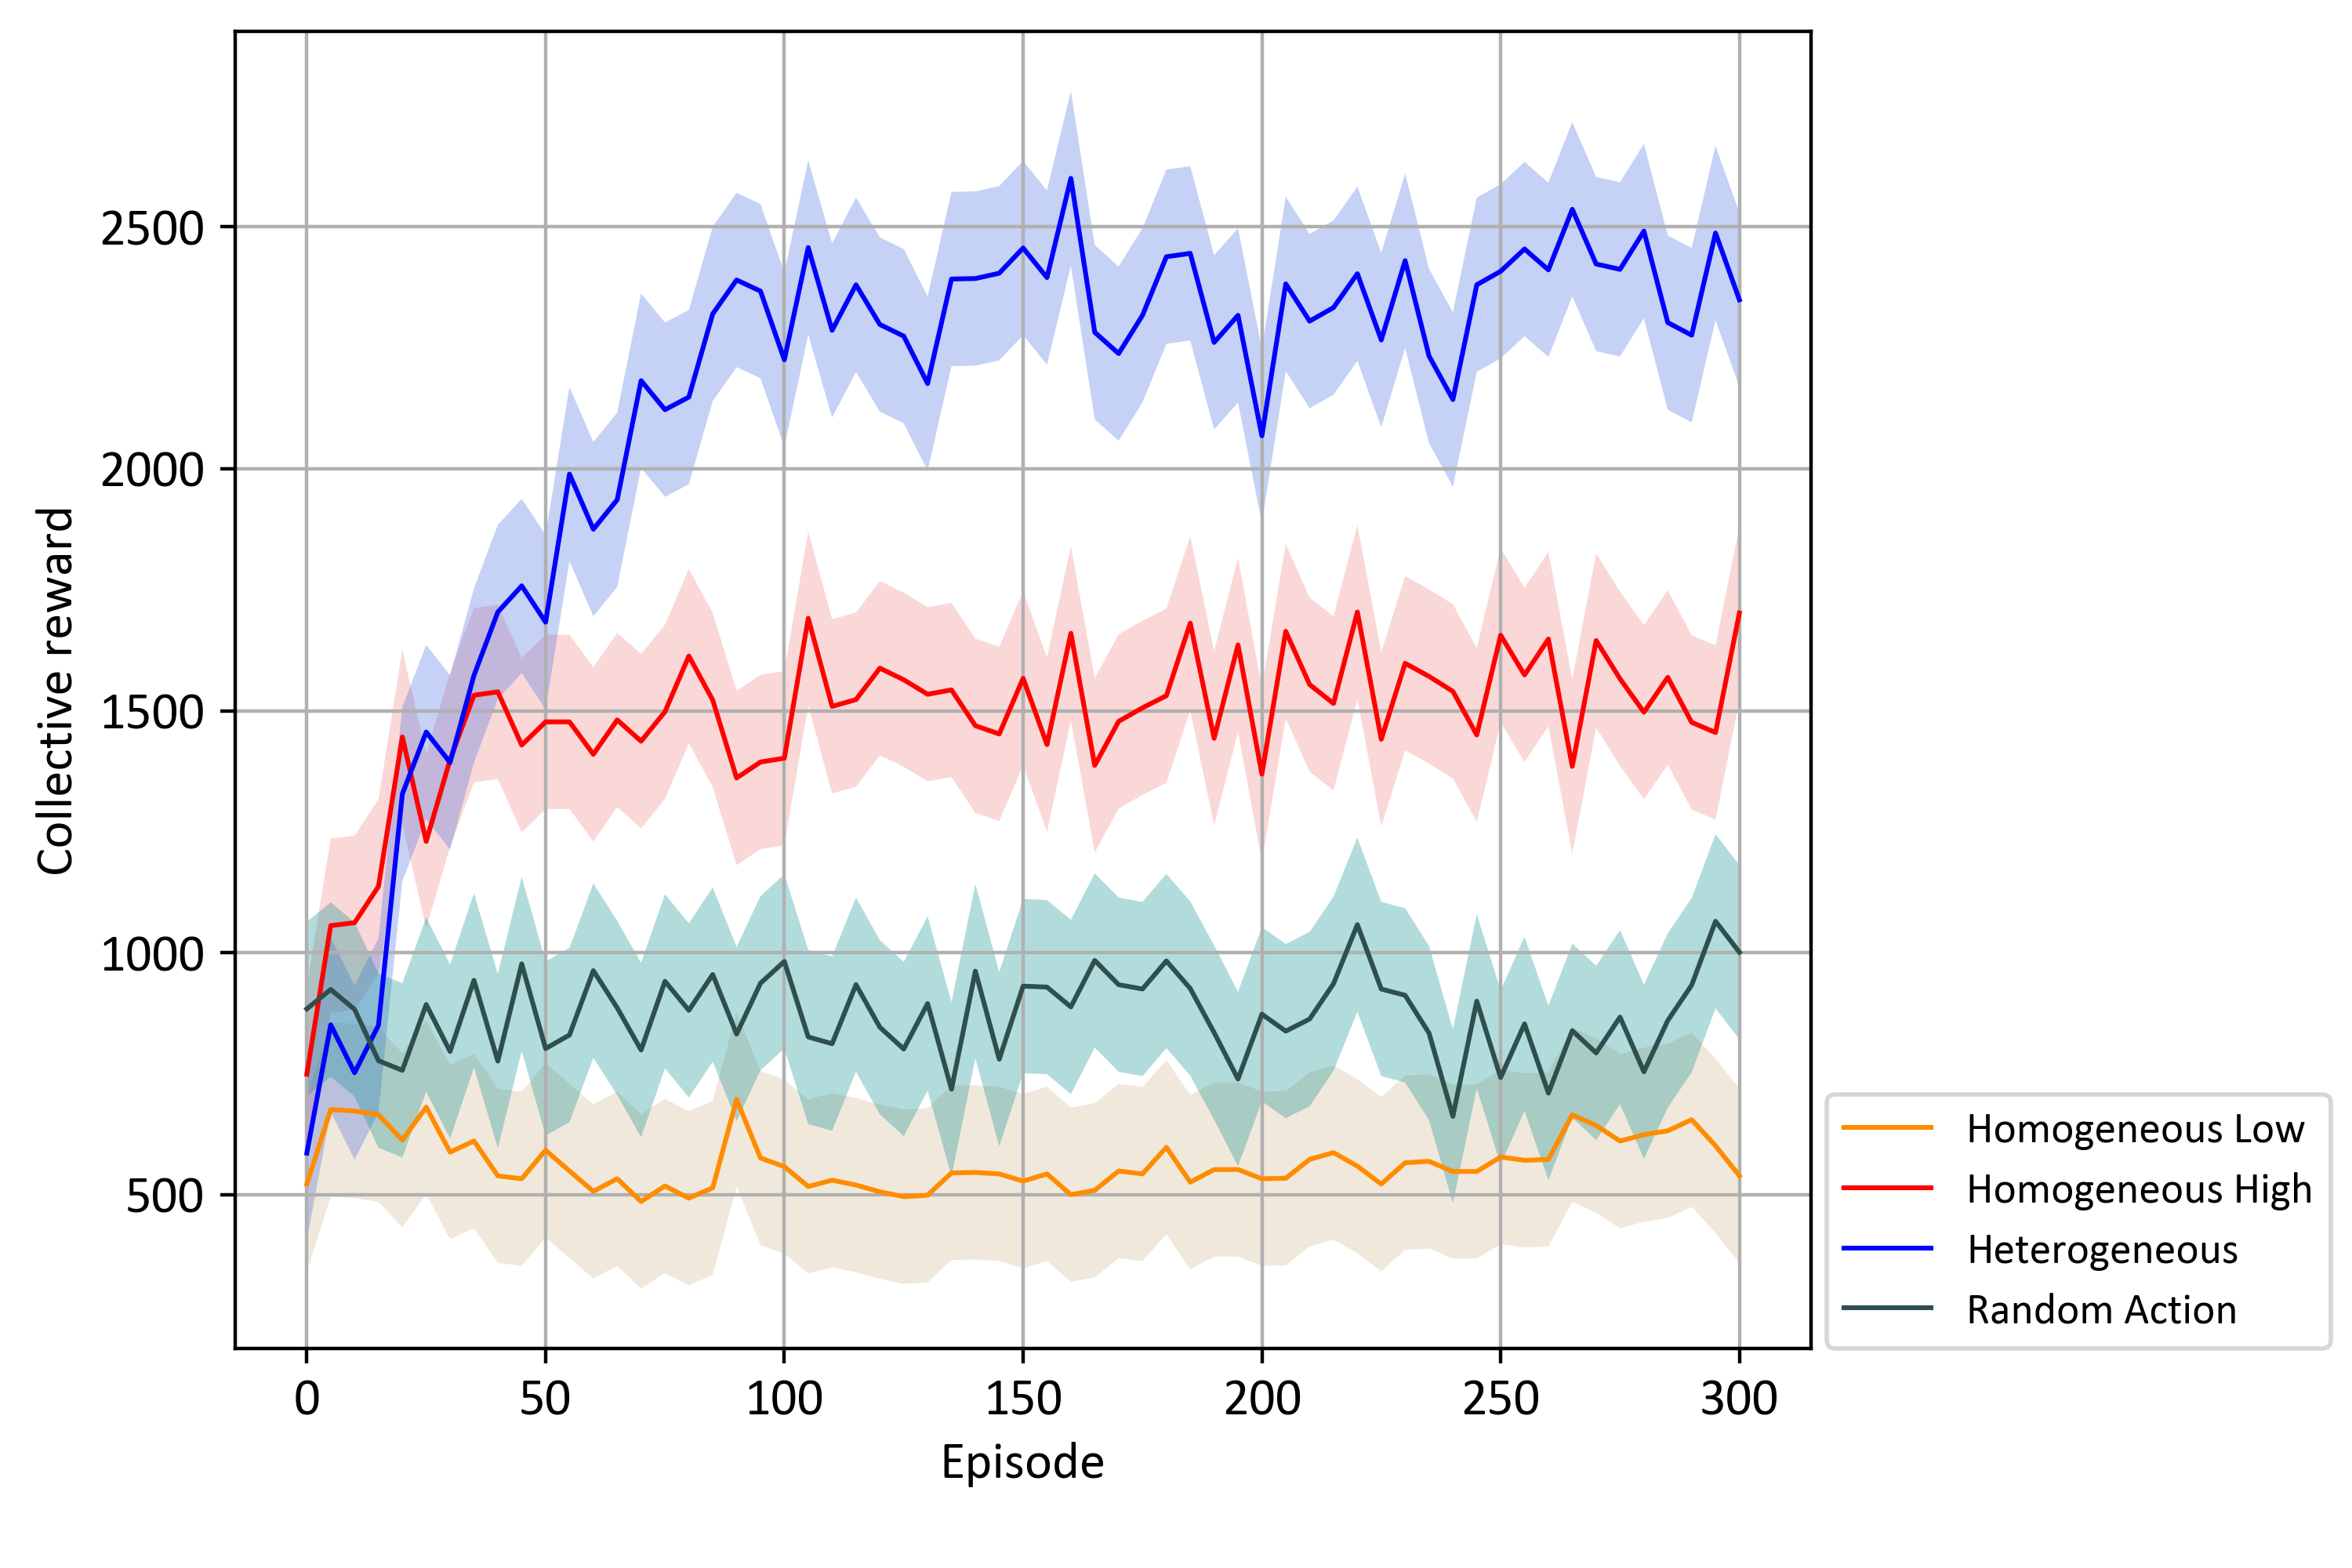 Collective reward
2500
2000
1500
1000
500
0 50 100 150 200 250 300
Episode
Homogeneous Low
Homogeneous High
Heterogeneous
Random Action